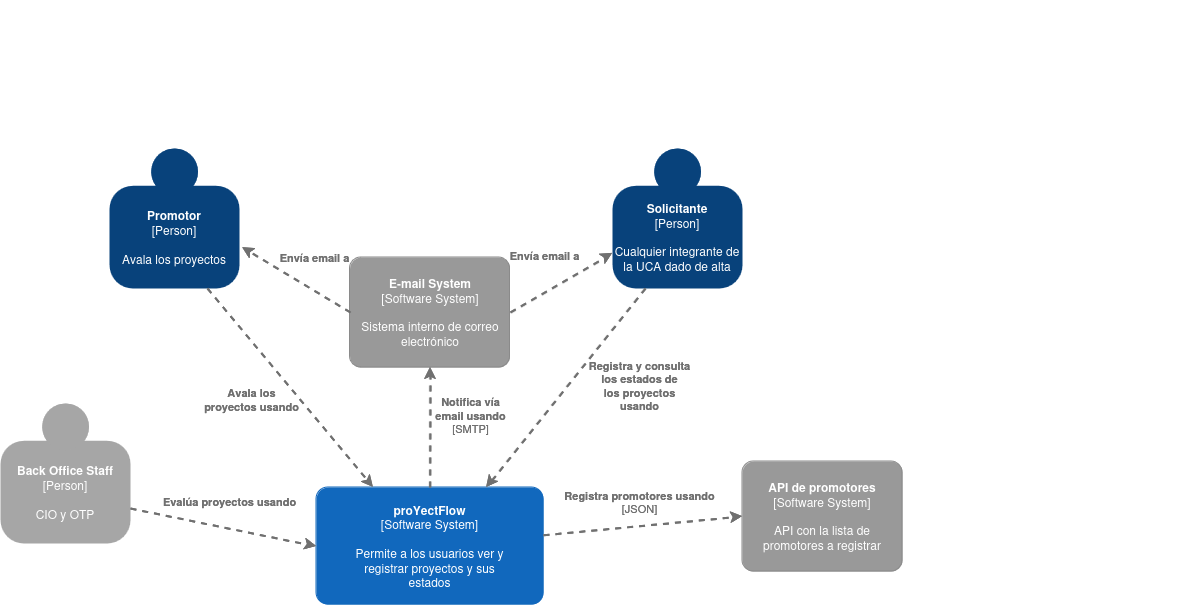 Promotor
[Person]
Avala los proyectos
Solicitante
[Person]
Cualquier integrante de
la UCA dado de alta
Envía email a
Envía email a
E-mail System
[Software System]
Sistema interno de correo
electrónico
Avala los
proyectos usando
Notifica vía
email usando
[SMTP]
Registra y consulta
los estados de
los proyectos
usando
Back Office Staff
[Person]
CIO y OTP
Evalúa proyectos usando
proYectFlow
[Software System]
Permite a los usuarios ver y
registrar proyectos y sus
estados
Registra promotores usando
[JSON]
API de promotores
[Software System]
API con la lista de
promotores a registrar